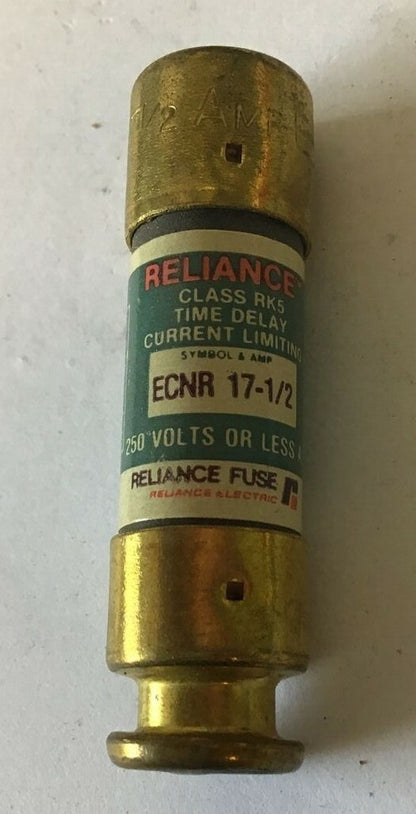 1/2 AMP
RELIANCE
CLASS RK5
TIME DELAY
CURRENT LIMITING
SYMBOL & AMP
ECNR 17-1/2
250 VOLTS OR LESS A
RELIANCE FUSE
RELIANCE ELECTRIC